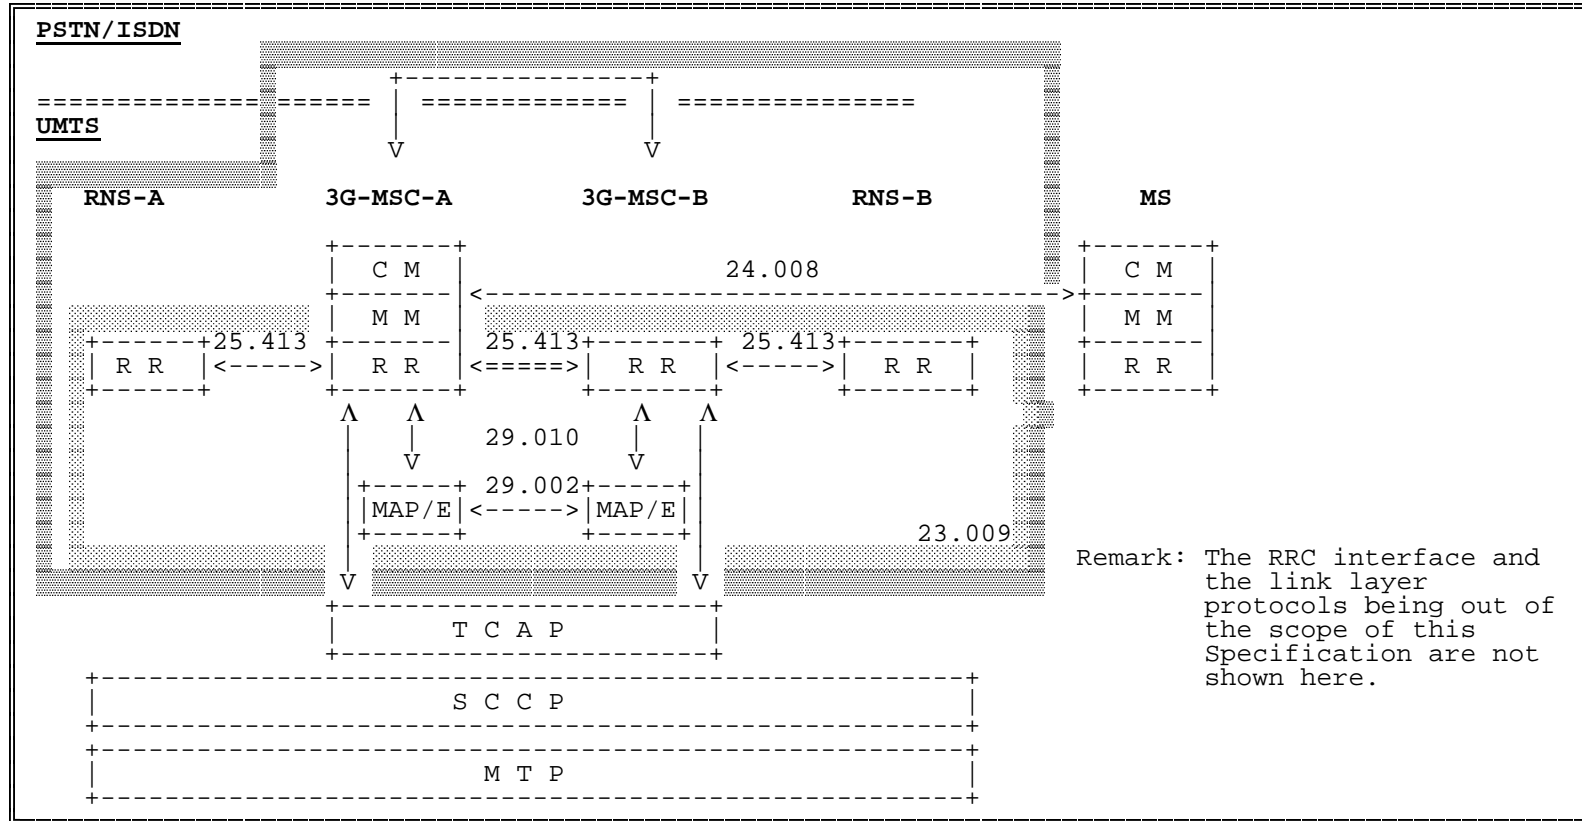 PSTN/ISDN
UMTS
RNS-A 3G-MSC-A 3G-MSC-B RNS-B MS
C M 24.008 C M
M M M M
25.413 25.413 25.413
R R R R R R R R R R
29.010
29.002
MAP/E MAP/E
23.009
Remark: The RRC interface and
the link layer
protocols being out of
the scope of this
Specification are not
shown here.
T C A P
S C C P
M T P